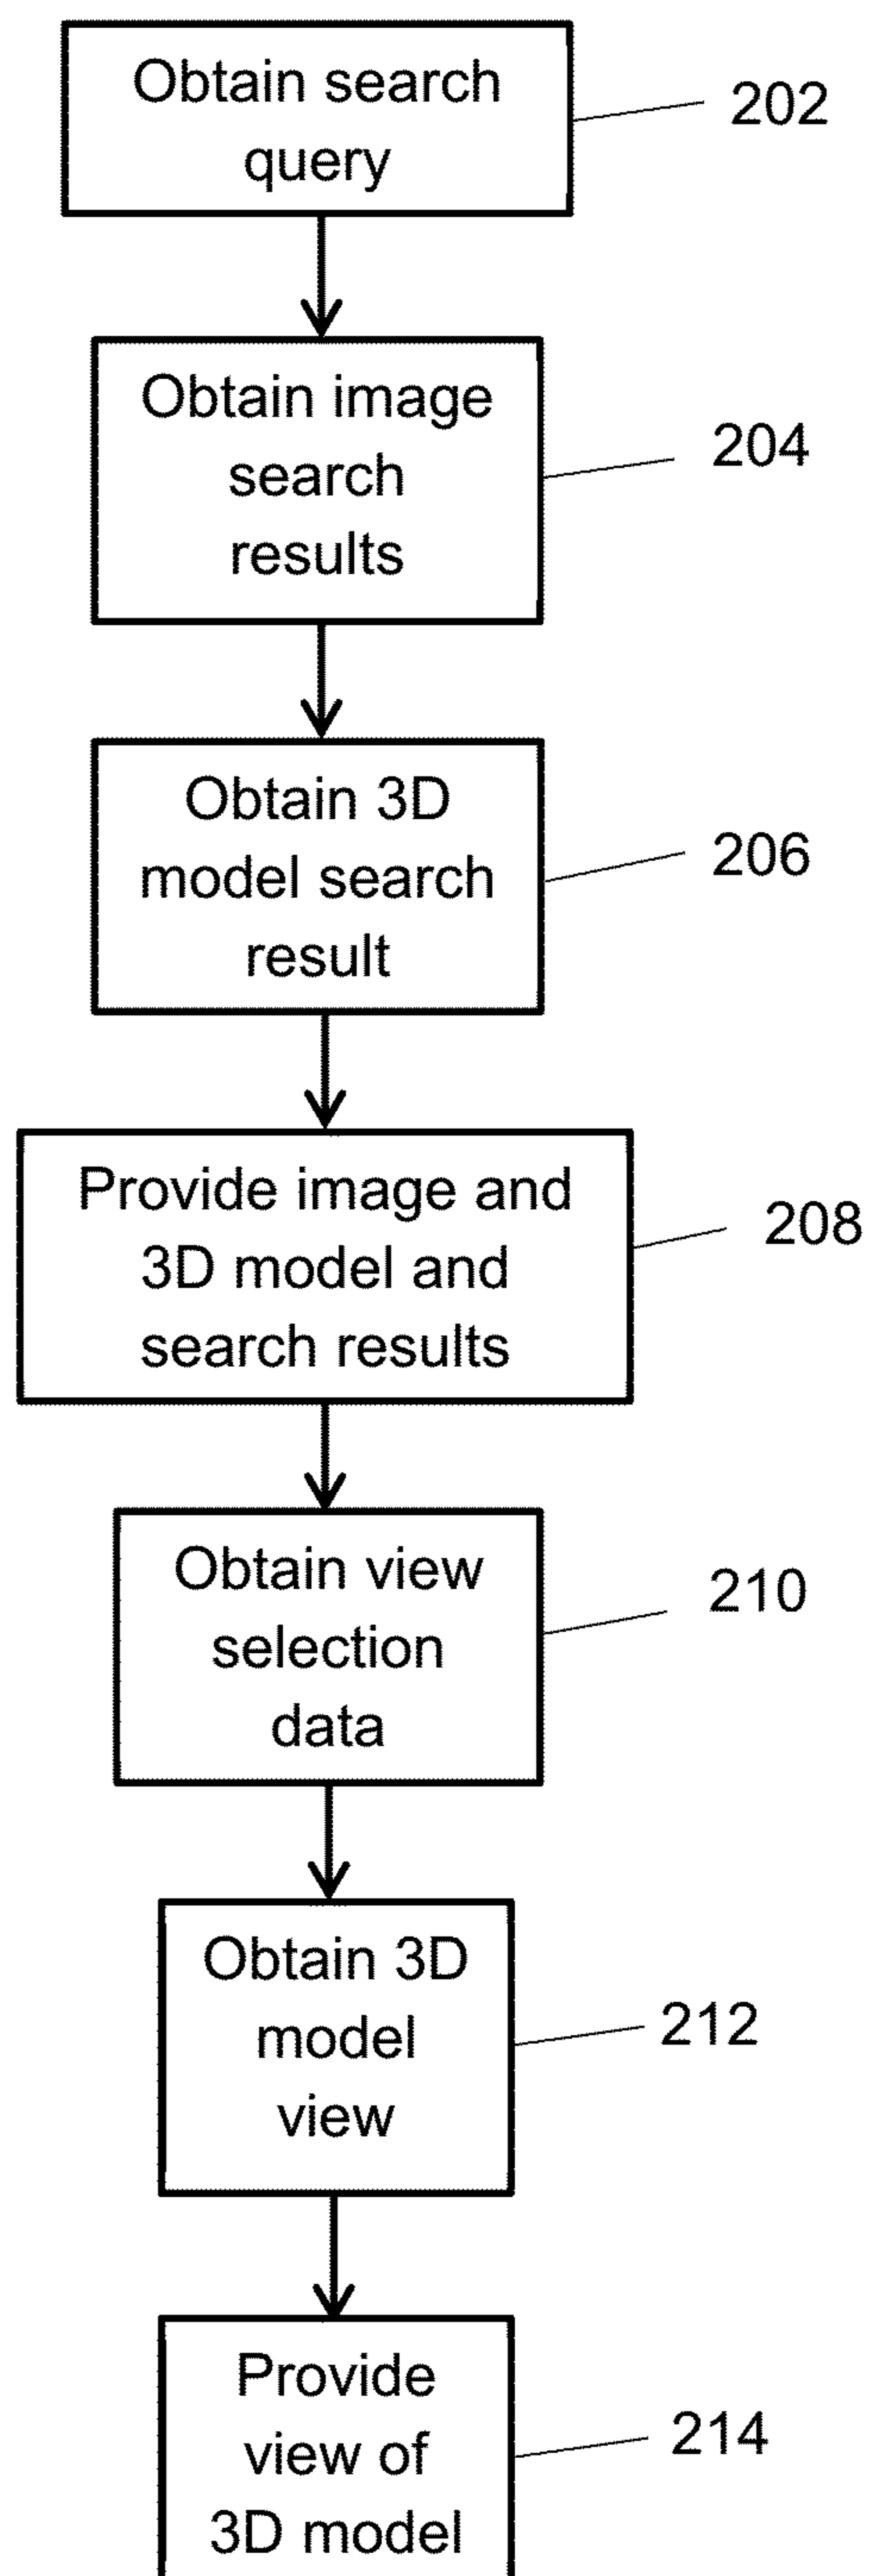 Obtain search
query
202
Obtain image
search
results
204
Obtain 3D
model search
result
206
Provide image and
3D model and
search results
208
Obtain view
selection
data
210
Obtain 3D
model
view
212
Provide
view of
3D model
214